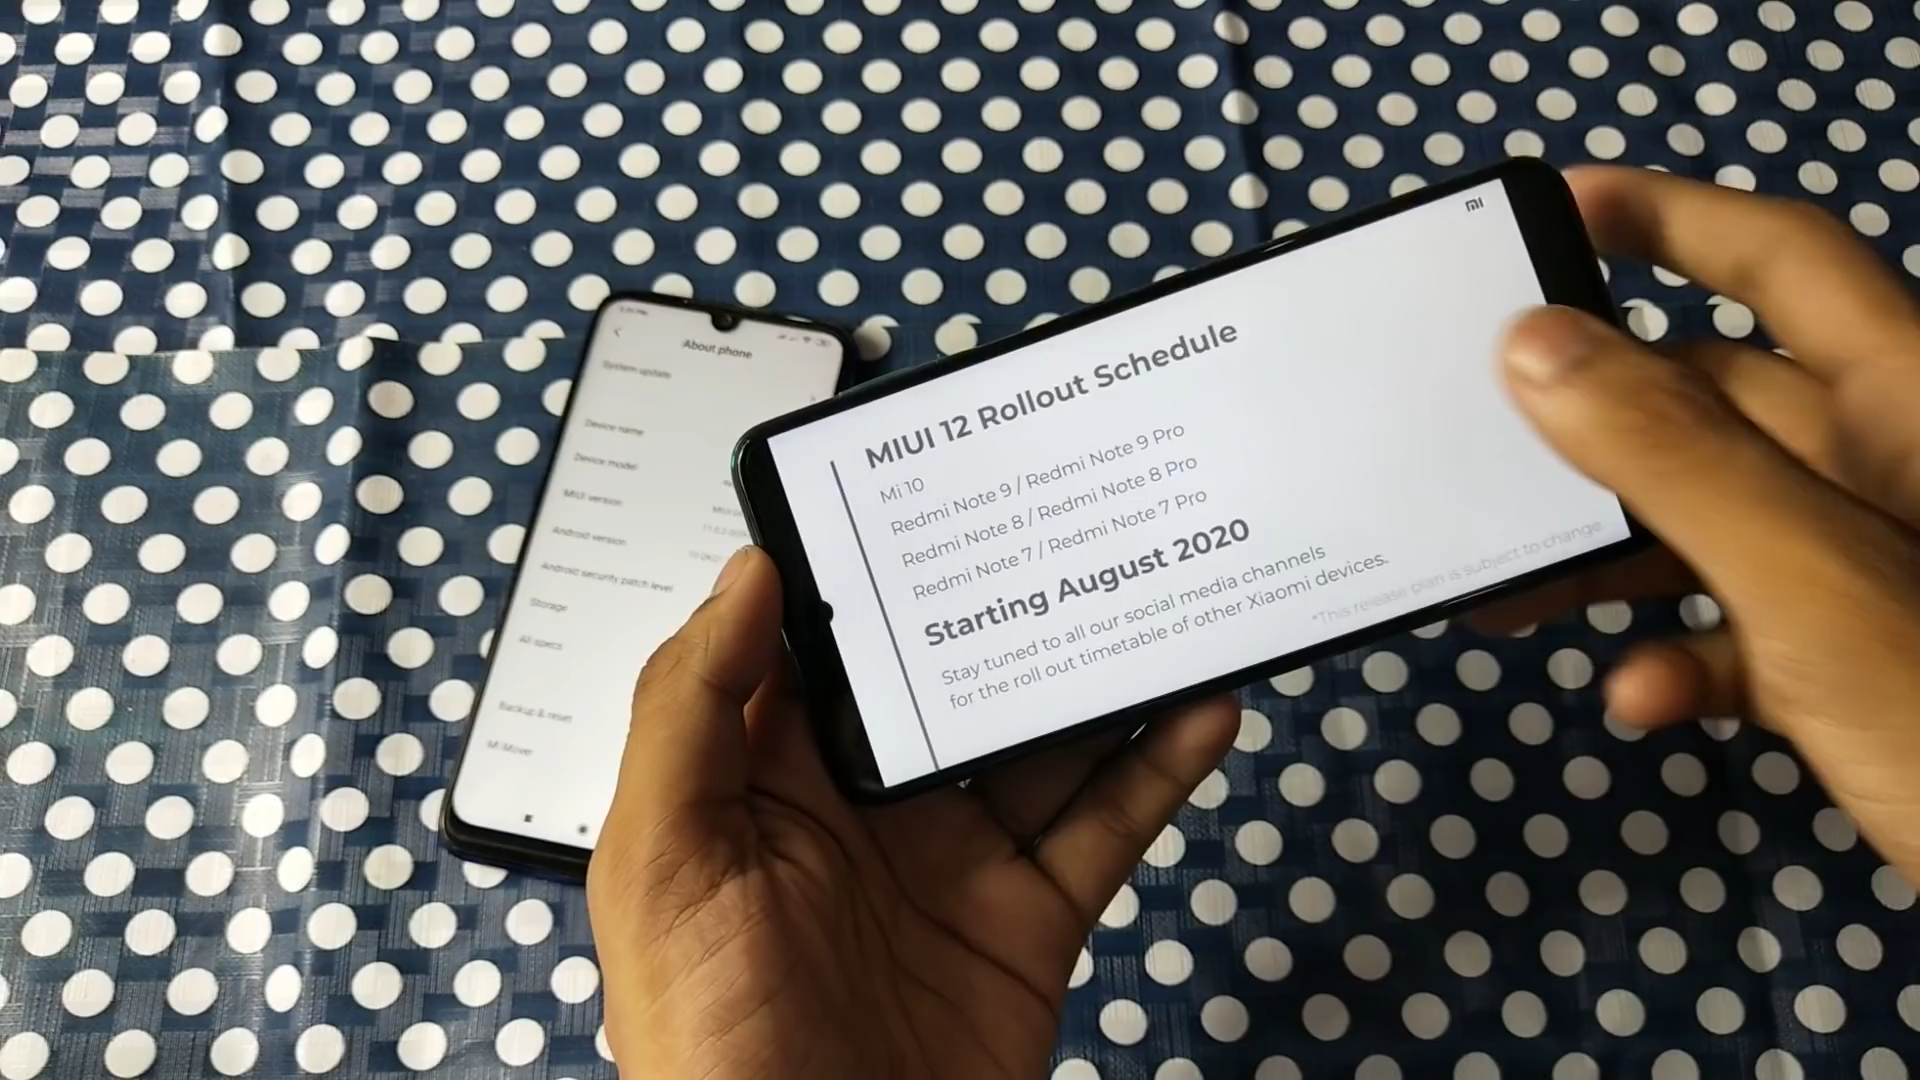 MIUI 12 Rollout Schedule
Mi 10
Redmi Note 9 / Redmi Note 9 Pro
Redmi Note 8 / Redmi Note 8 Pro
Redmi Note 7 / Redmi Note 7 Pro
Starting August 2020
Stay tuned to all our social media channels
for the roll out timetable of other Xiaomi devices.
*This release plan is subject to change.
MI
About phone
System update
Device name
Device model
MIUI version
Android version
Android security patch level
Storage
All specs
Backup & reset
Mi Mover